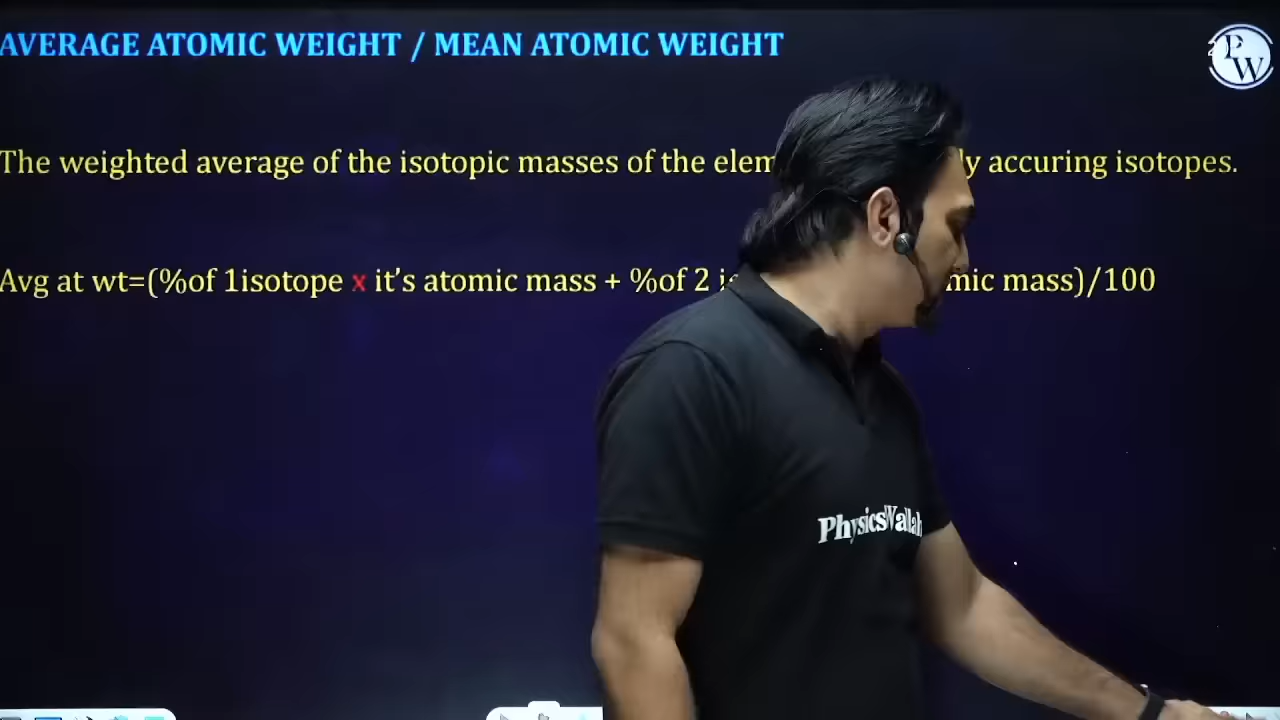 AVERAGE ATOMIC WEIGHT / MEAN ATOMIC WEIGHT
PW
The weighted average of the isotopic masses of the elem ly accuring isotopes.
Avg at wt=(%of 1isotope x it's atomic mass + %of 2 mic mass)/100
PhysicsWallah